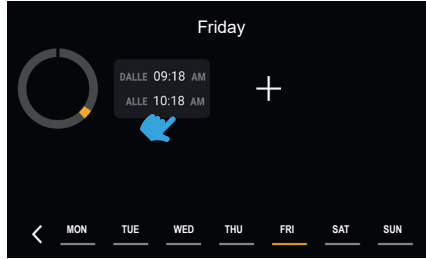 Friday
DALLE 09:18 AM
ALLE 10:18 AM
MON TUE WED THU FRI SAT SUN